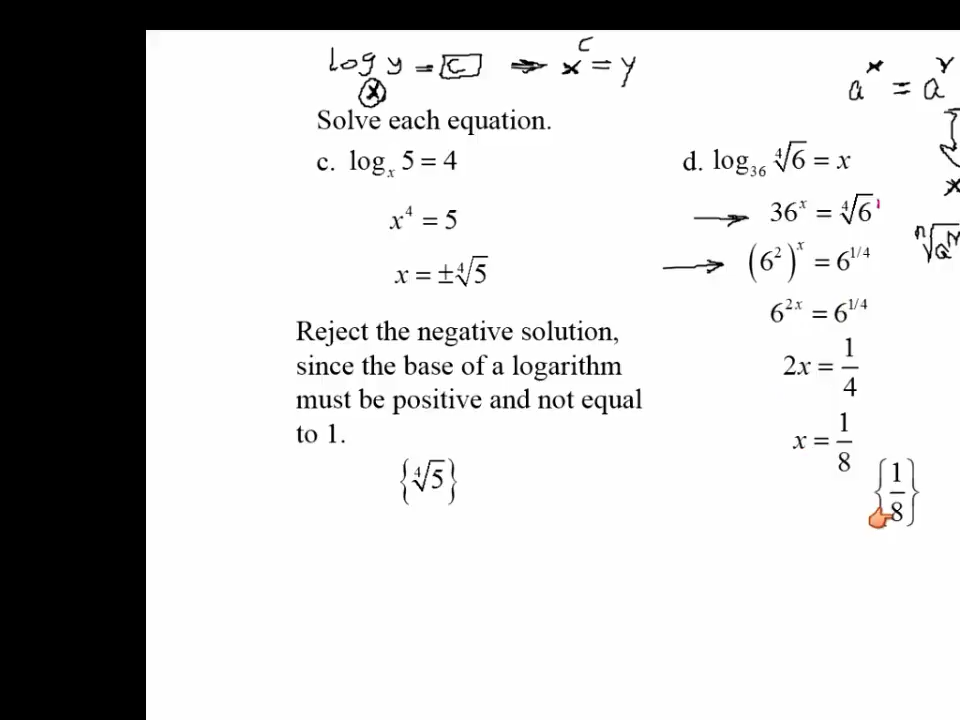 log_x y = c ⇒ x^c = y
a^x = a^y
x
ⁿ√a^m
Solve each equation.
c. log_x 5 = 4
x^4 = 5
x = ±∜5
Reject the negative solution,
since the base of a logarithm
must be positive and not equal
to 1.
{∜5}
d. log_36 ∜6 = x
→ 36^x = ∜6^1
→ (6^2)^x = 6^{1/4}
6^{2x} = 6^{1/4}
2x = 1/4
x = 1/8
{1/8}